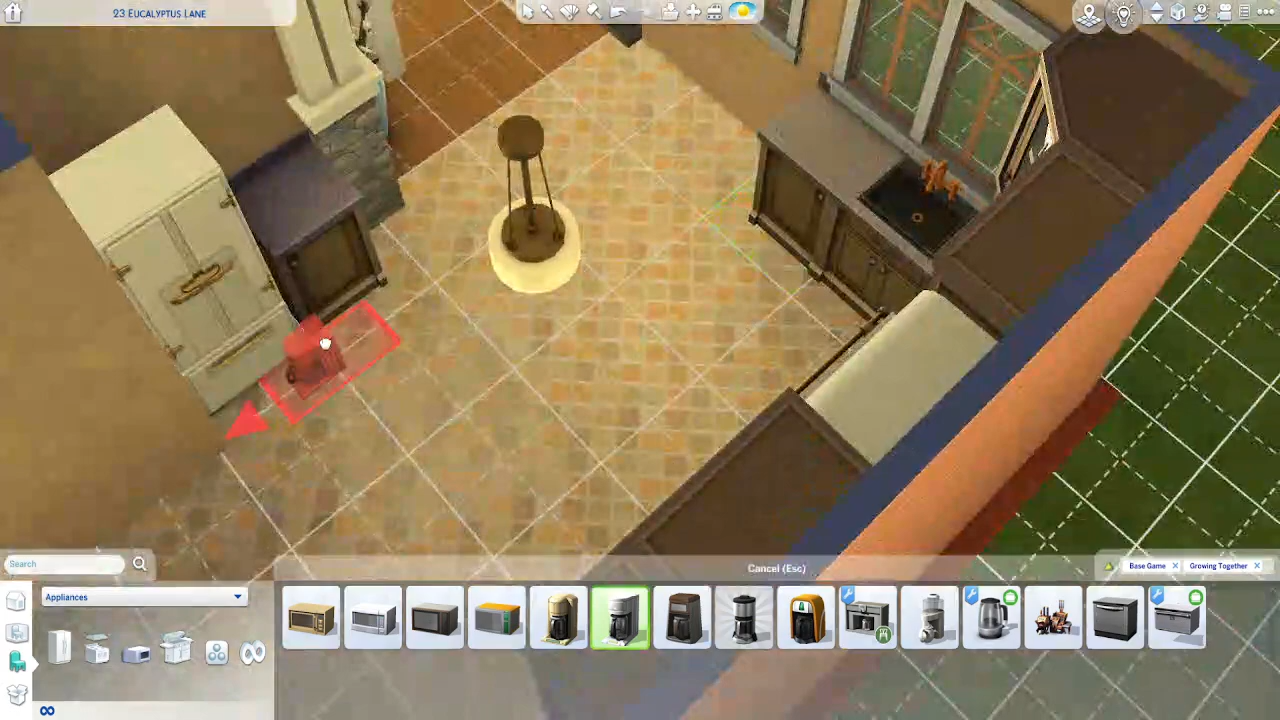 23 Eucalyptus Lane
Cancel (Esc)
Search
Base Game
Growing Together
Appliances